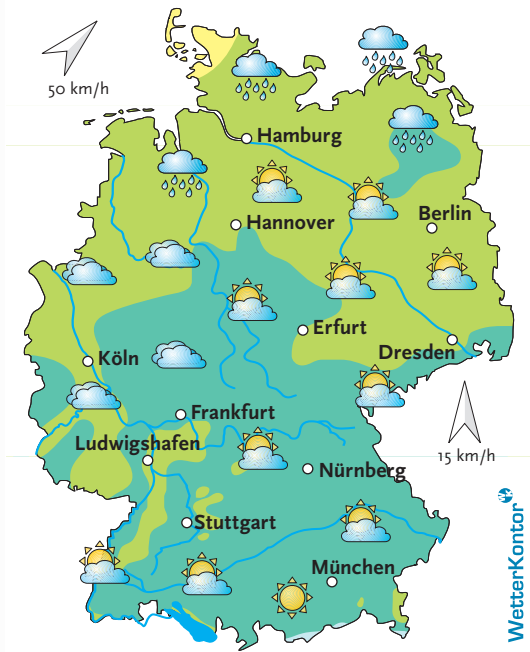 50 km/h
Hamburg
Hannover
Berlin
Erfurt
Köln
Dresden
Frankfurt
Ludwigshafen
15 km/h
Nürnberg
Stuttgart
München
WetterKontor